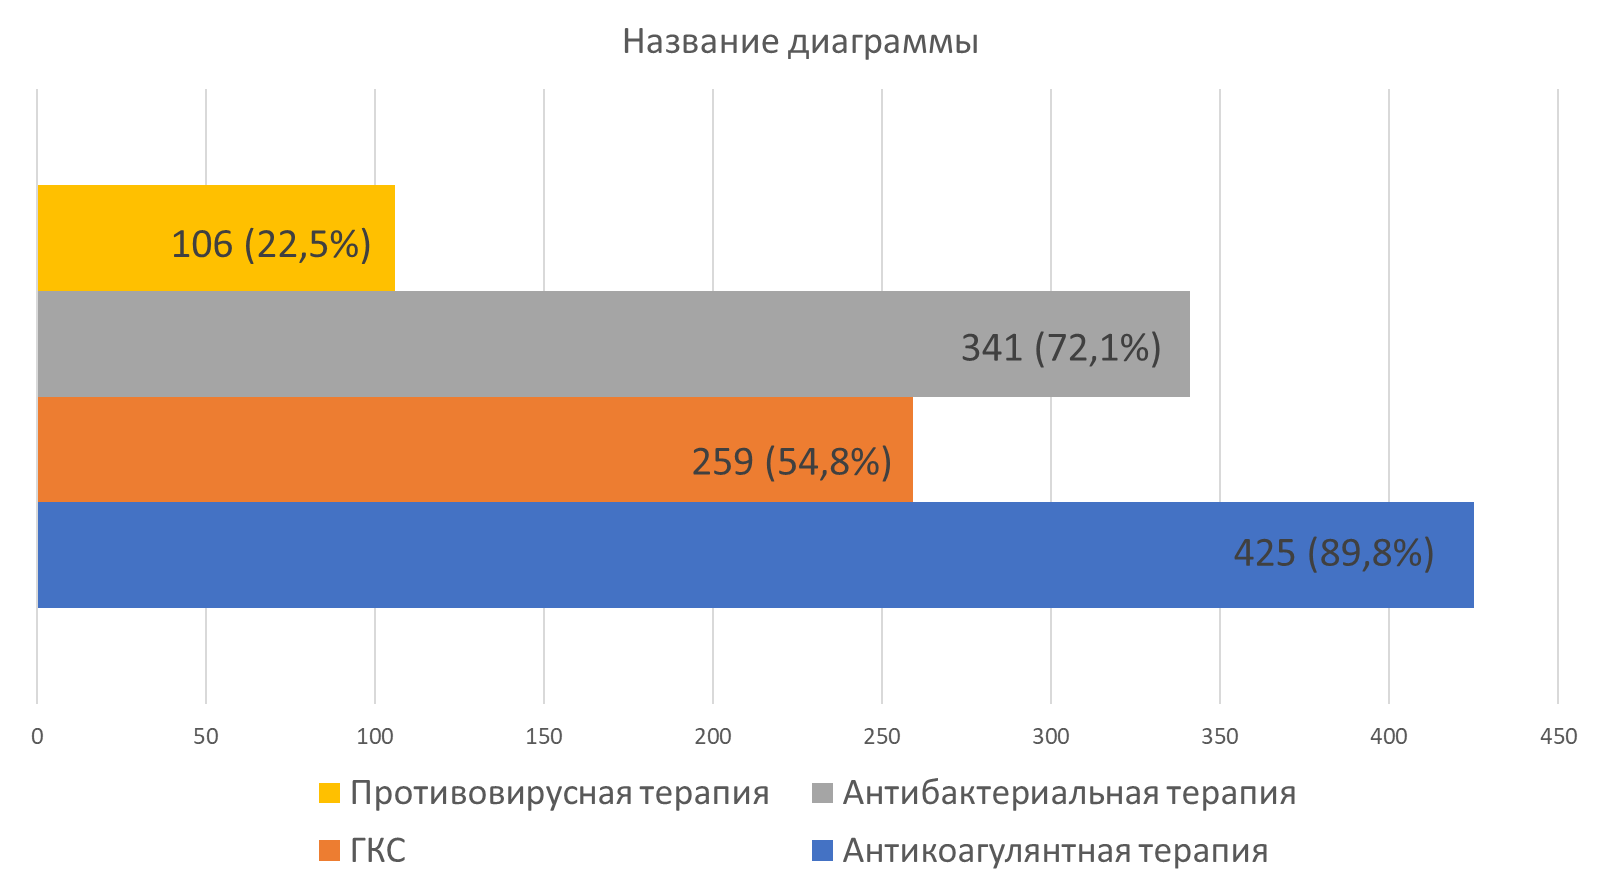 Название диаграммы
106 (22,5%)
341 (72,1%)
259 (54,8%)
425 (89,8%)
0 50 100 150 200 250 300 350 400 450
Противовирусная терапия Антибактериальная терапия
ГКС Антикоагулянтная терапия